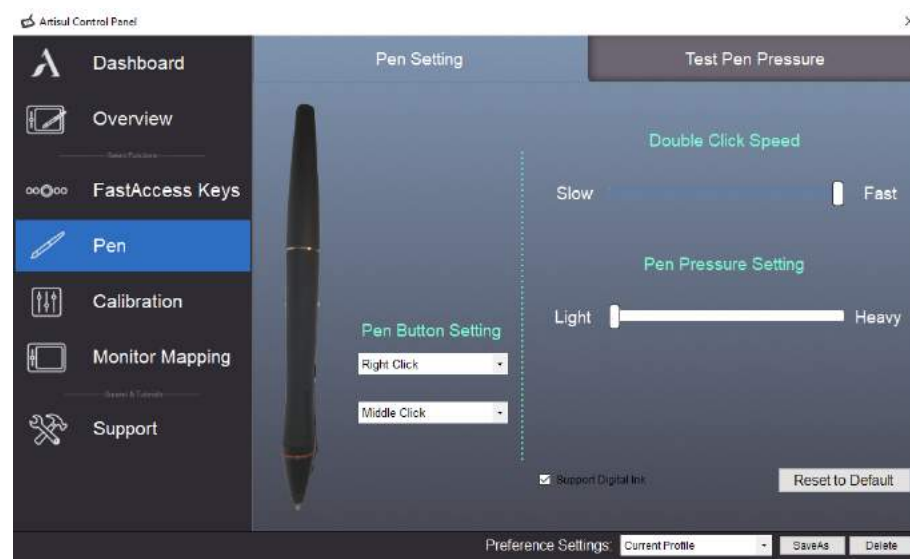 Artisul Control Panel
Dashboard
Overview
FastAccess Keys
Pen
Calibration
Monitor Mapping
Support
Pen Setting
Test Pen Pressure
Double Click Speed
Slow
Fast
Pen Pressure Setting
Light
Heavy
Pen Button Setting
Right Click
Middle Click
Support Digital Ink
Reset to Default
Preference Settings:
Current Profile
SaveAs
Delete